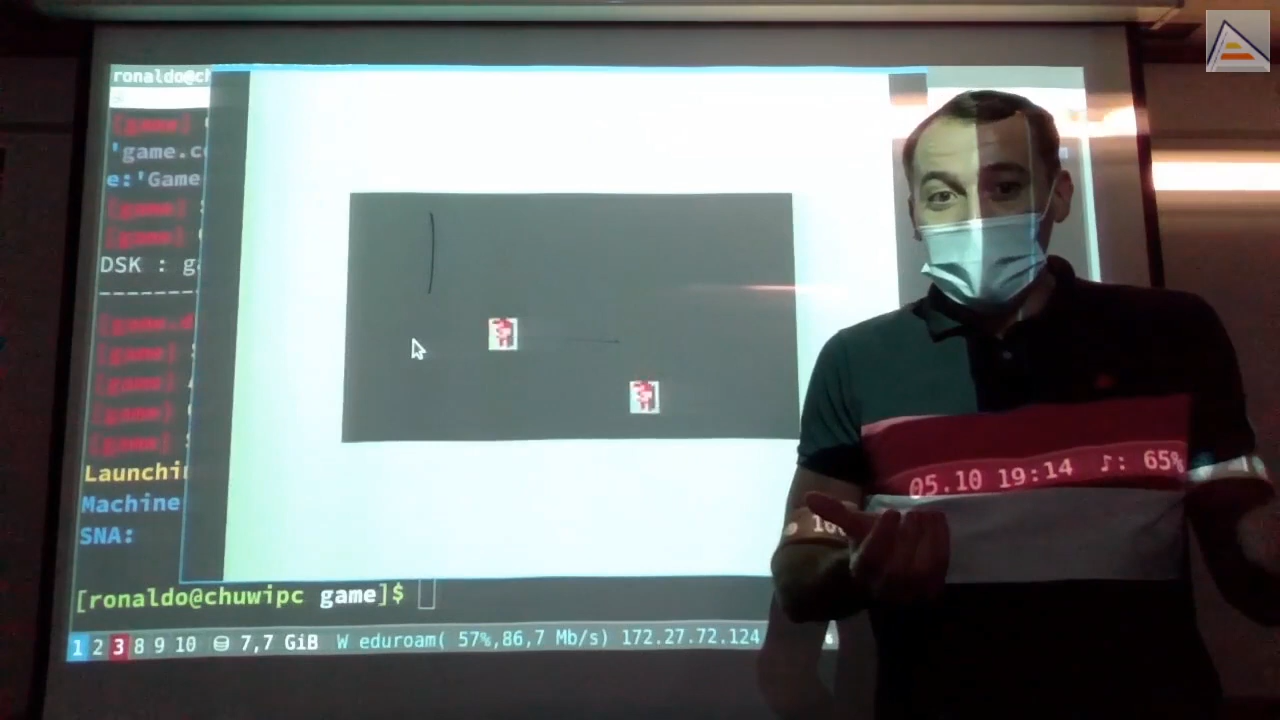 ronaldo@ch
[game]
'game.c
e:'Game
[game]
[game]
DSK : g
----------
[game.d
[game]
[game]
[game]
[game]
Launchi
Machine
SNA:
[ronaldo@chuwipc game]$
05.10 19:14 ♪: 65%
1 2 3 8 9 10 7,7 GiB W eduroam( 57%,86,7 Mb/s) 172.27.72.124